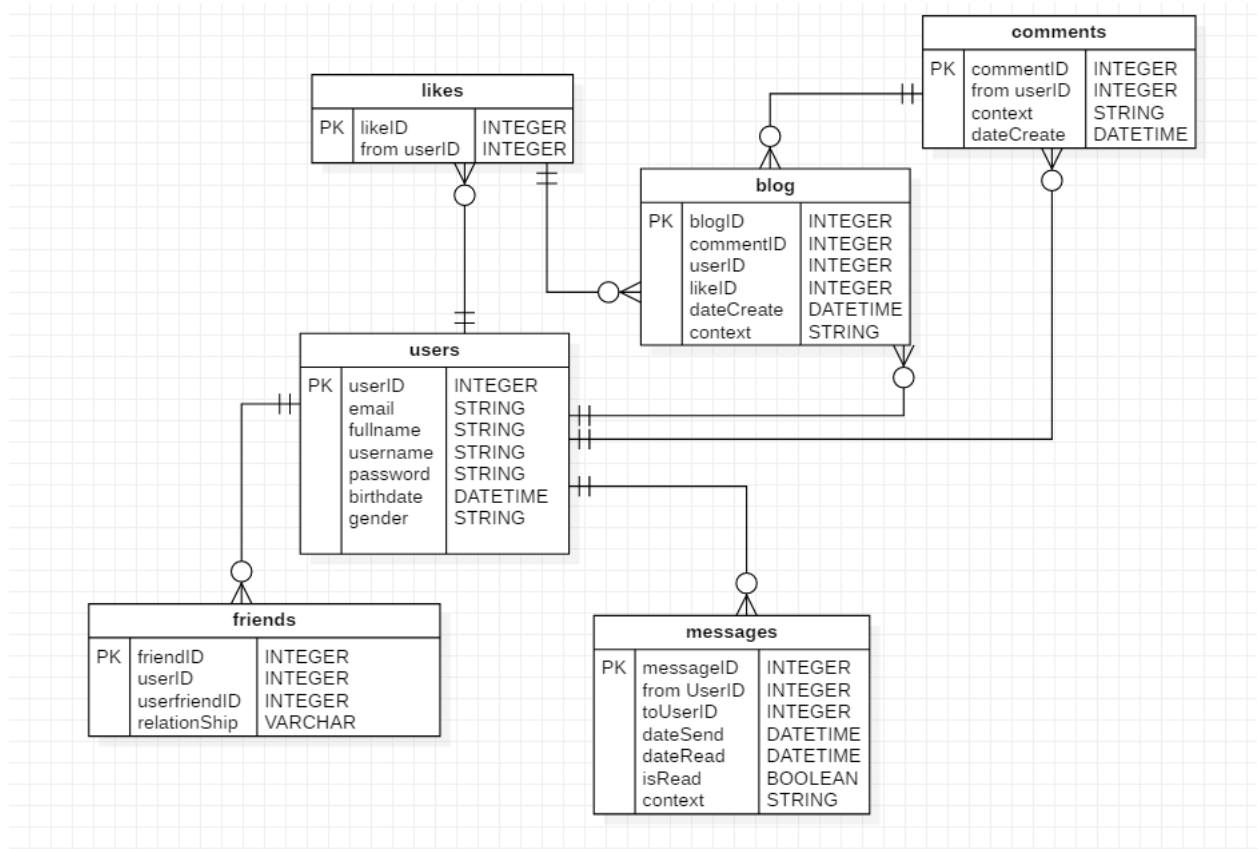 comments
PK commentID INTEGER
from userID INTEGER
context STRING
dateCreate DATETIME
likes
PK likeID INTEGER
from userID INTEGER
blog
PK blogID INTEGER
commentID INTEGER
userID INTEGER
likeID INTEGER
dateCreate DATETIME
context STRING
users
PK userID INTEGER
email STRING
fullname STRING
username STRING
password STRING
birthdate DATETIME
gender STRING
friends
PK friendID INTEGER
userID INTEGER
userfriendID INTEGER
relationShip VARCHAR
messages
PK messageID INTEGER
from UserID INTEGER
toUserID INTEGER
dateSend DATETIME
dateRead DATETIME
isRead BOOLEAN
context STRING